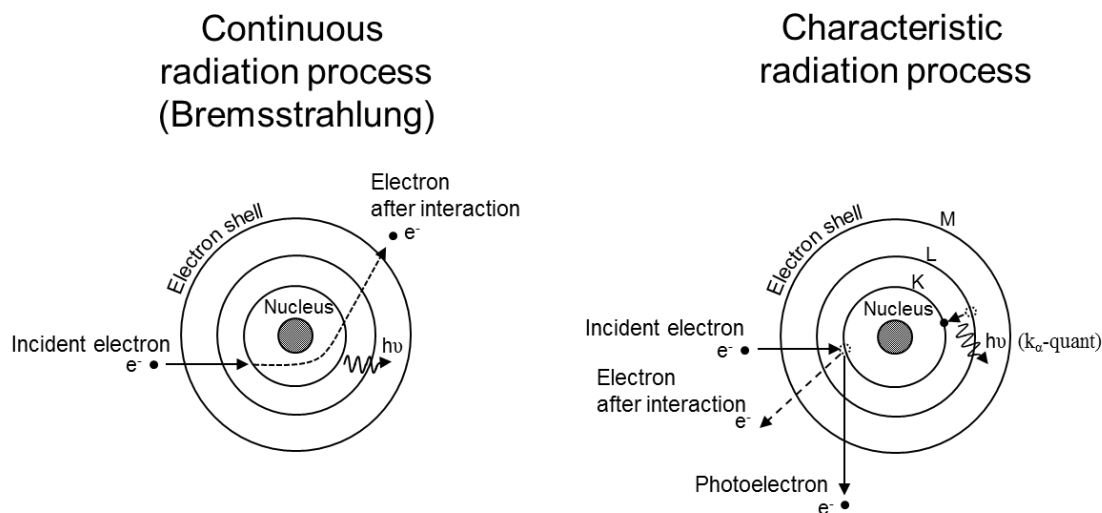 Continuous
radiation process
(Bremsstrahlung)
Electron
after interaction
e-
Electron shell
Nucleus
Incident electron
e-
hυ
Characteristic
radiation process
Electron shell
M
L
K
Nucleus
Incident electron
e-
hυ (kα-quant)
Electron
after interaction
e-
Photoelectron
e-